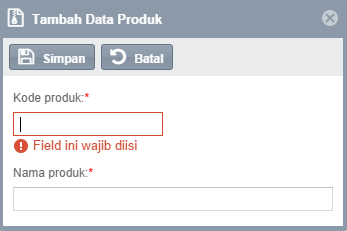 Tambah Data Produk
Simpan Batal
Kode produk:*
Field ini wajib diisi
Nama produk:*